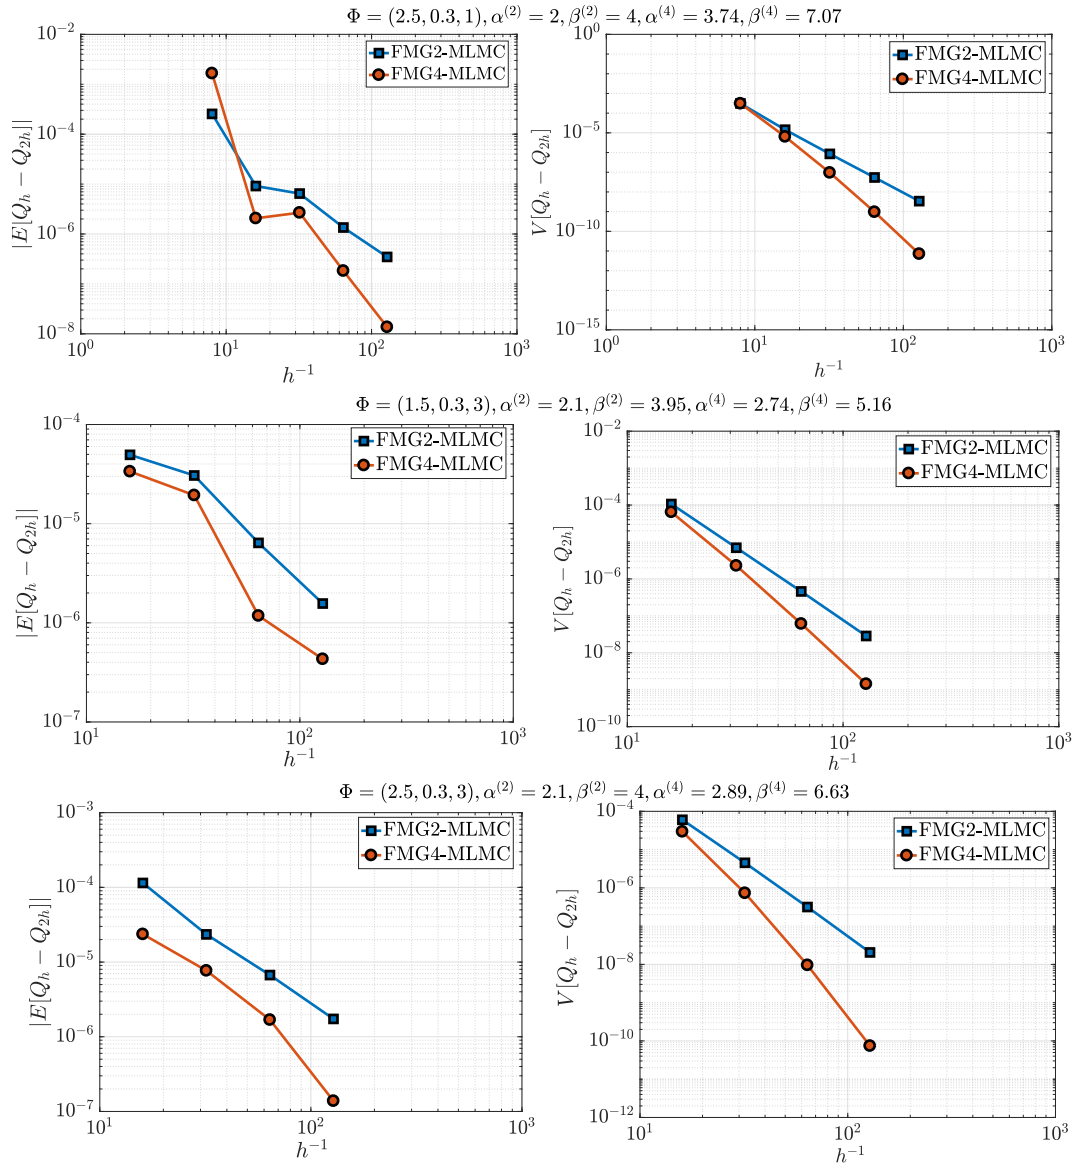 Φ = (2.5, 0.3, 1), α^(2) = 2, β^(2) = 4, α^(4) = 3.74, β^(4) = 7.07
|E[Q_h − Q_2h]|
10^-2
10^-4
10^-6
10^-8
FMG2-MLMC
FMG4-MLMC
10^0 10^1 10^2 10^3
h^-1
V[Q_h − Q_2h]
10^0
10^-5
10^-10
10^-15
FMG2-MLMC
FMG4-MLMC
10^0 10^1 10^2 10^3
h^-1
Φ = (1.5, 0.3, 3), α^(2) = 2.1, β^(2) = 3.95, α^(4) = 2.74, β^(4) = 5.16
|E[Q_h − Q_2h]|
10^-4
10^-5
10^-6
10^-7
FMG2-MLMC
FMG4-MLMC
10^1 10^2 10^3
h^-1
V[Q_h − Q_2h]
10^-2
10^-4
10^-6
10^-8
10^-10
FMG2-MLMC
FMG4-MLMC
10^1 10^2 10^3
h^-1
Φ = (2.5, 0.3, 3), α^(2) = 2.1, β^(2) = 4, α^(4) = 2.89, β^(4) = 6.63
|E[Q_h − Q_2h]|
10^-3
10^-4
10^-5
10^-6
10^-7
FMG2-MLMC
FMG4-MLMC
10^1 10^2 10^3
h^-1
V[Q_h − Q_2h]
10^-4
10^-6
10^-8
10^-10
10^-12
FMG2-MLMC
FMG4-MLMC
10^1 10^2 10^3
h^-1